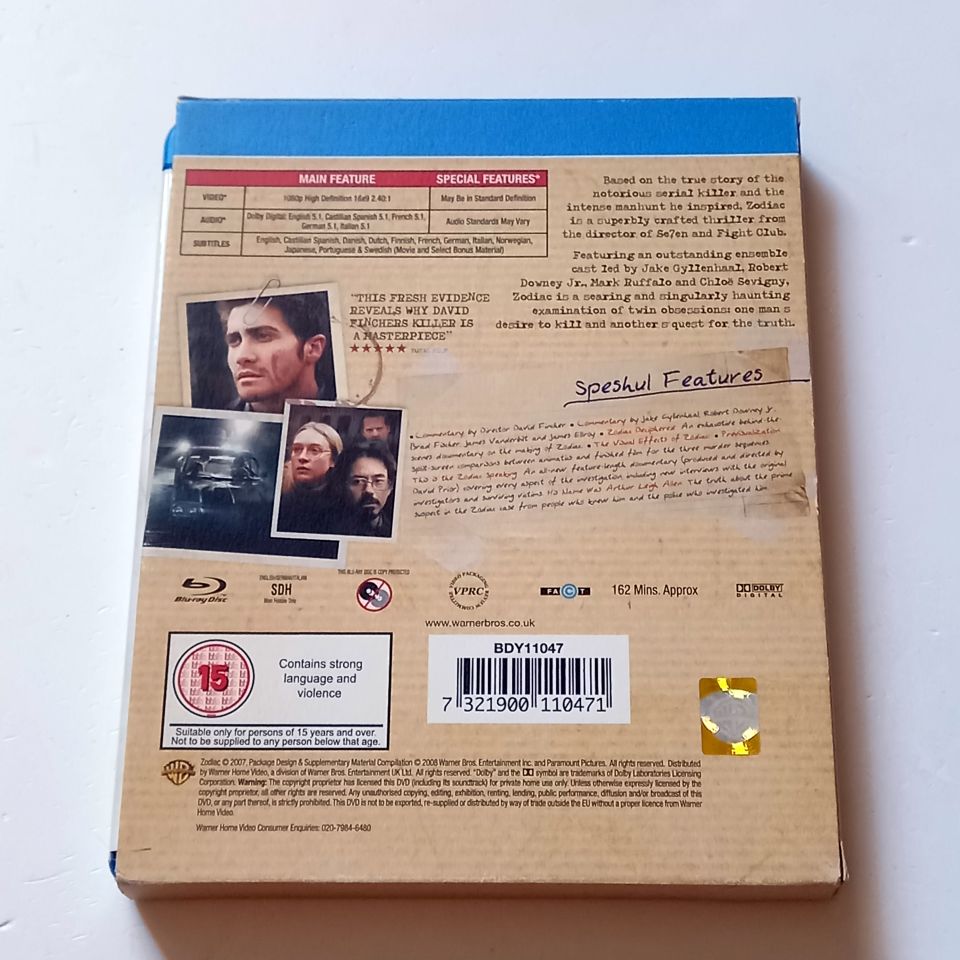 MAIN FEATURE SPECIAL FEATURES*
VIDEO* 1080p High Definition 16x9 2.40:1 May Be in Standard Definition
AUDIO* Dolby Digital: English 5.1, Castilian Spanish 5.1, French 5.1, German 5.1, Italian 5.1 Audio Standards May Vary
SUBTITLES English, Castilian Spanish, Danish, Dutch, Finnish, French, German, Italian, Norwegian,
Japanese, Portuguese & Swedish (Movie and Select Bonus Material)
Based on the true story of the
notorious serial killer and the
intense manhunt he inspired, Zodiac
is a superbly crafted thriller from
the director of Se7en and Fight Club.
Featuring an outstanding ensemble
cast led by Jake Gyllenhaal, Robert
Downey Jr., Mark Ruffalo and Chloë Sevigny,
Zodiac is a searing and singularly haunting
examination of twin obsessions: one man's
desire to kill and another's quest for the truth.
"THIS FRESH EVIDENCE
REVEALS WHY DAVID
FINCHERS KILLER IS
A MASTERPIECE"
★★★★★ TOTAL FILM
Speshul Features
• Commentary by Director David Fincher • Commentary by Jake Gyllenhaal Robert Downey Jr.
Brad Fischer, James Vanderbilt and James Ellroy • Zodiac Deciphered An exhaustive behind-the-
scenes documentary on the making of Zodiac • The Visual Effects of Zodiac • Previsualization
Split-screen comparisons between animatics and finished film for the three murder sequences
This is the Zodiac Speaking An all-new feature-length documentary (produced and directed by
David Prior) covering every aspect of the investigation including new interviews with the original
investigators and surviving victims His Name Was Arthur Leigh Allen The truth about the prime
suspect in the Zodiac case from people who knew him and the police who investigated him
Blu-ray Disc
ENGLISH/GERMAN/ITALIAN
SDH
THIS BLU-RAY DISC IS COPY PROTECTED
VIDEO PACKAGING REVIEW COMMITTEE
VPRC
FACT
162 Mins. Approx
DOLBY
DIGITAL
www.warnerbros.co.uk
15
Contains strong
language and
violence
Suitable only for persons of 15 years and over.
Not to be supplied to any person below that age.
BDY11047
7 321900 110471
Zodiac © 2007, Package Design & Supplementary Material Compilation © 2008 Warner Bros. Entertainment Inc. and Paramount Pictures. All rights reserved. Distributed
by Warner Home Video, a division of Warner Bros. Entertainment UK Ltd. All rights reserved. "Dolby" and the DD symbol are trademarks of Dolby Laboratories Licensing
Corporation. Warning: The copyright proprietor has licensed this DVD (including its soundtrack) for private home use only. Unless otherwise expressly licensed by the
copyright proprietor, all other rights are reserved. Any unauthorised copying, editing, exhibition, renting, lending, public performance, diffusion and/or broadcast of this
DVD, or any part thereof, is strictly prohibited. This DVD is not to be exported, re-supplied or distributed by way of trade outside the EU without a proper licence from Warner
Home Video.
Warner Home Video Consumer Enquiries: 020-7984-6480